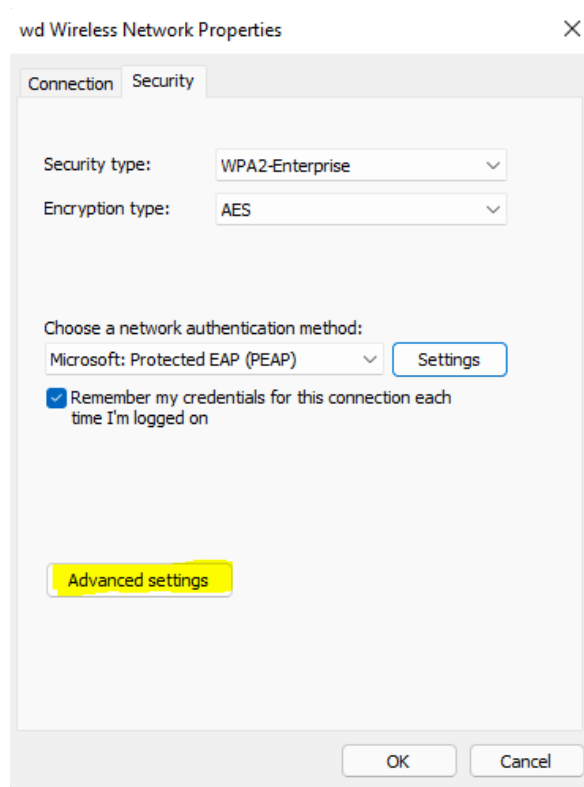 wd Wireless Network Properties
Connection Security
Security type: WPA2-Enterprise
Encryption type: AES
Choose a network authentication method:
Microsoft: Protected EAP (PEAP) Settings
Remember my credentials for this connection each
time I'm logged on
Advanced settings
OK Cancel